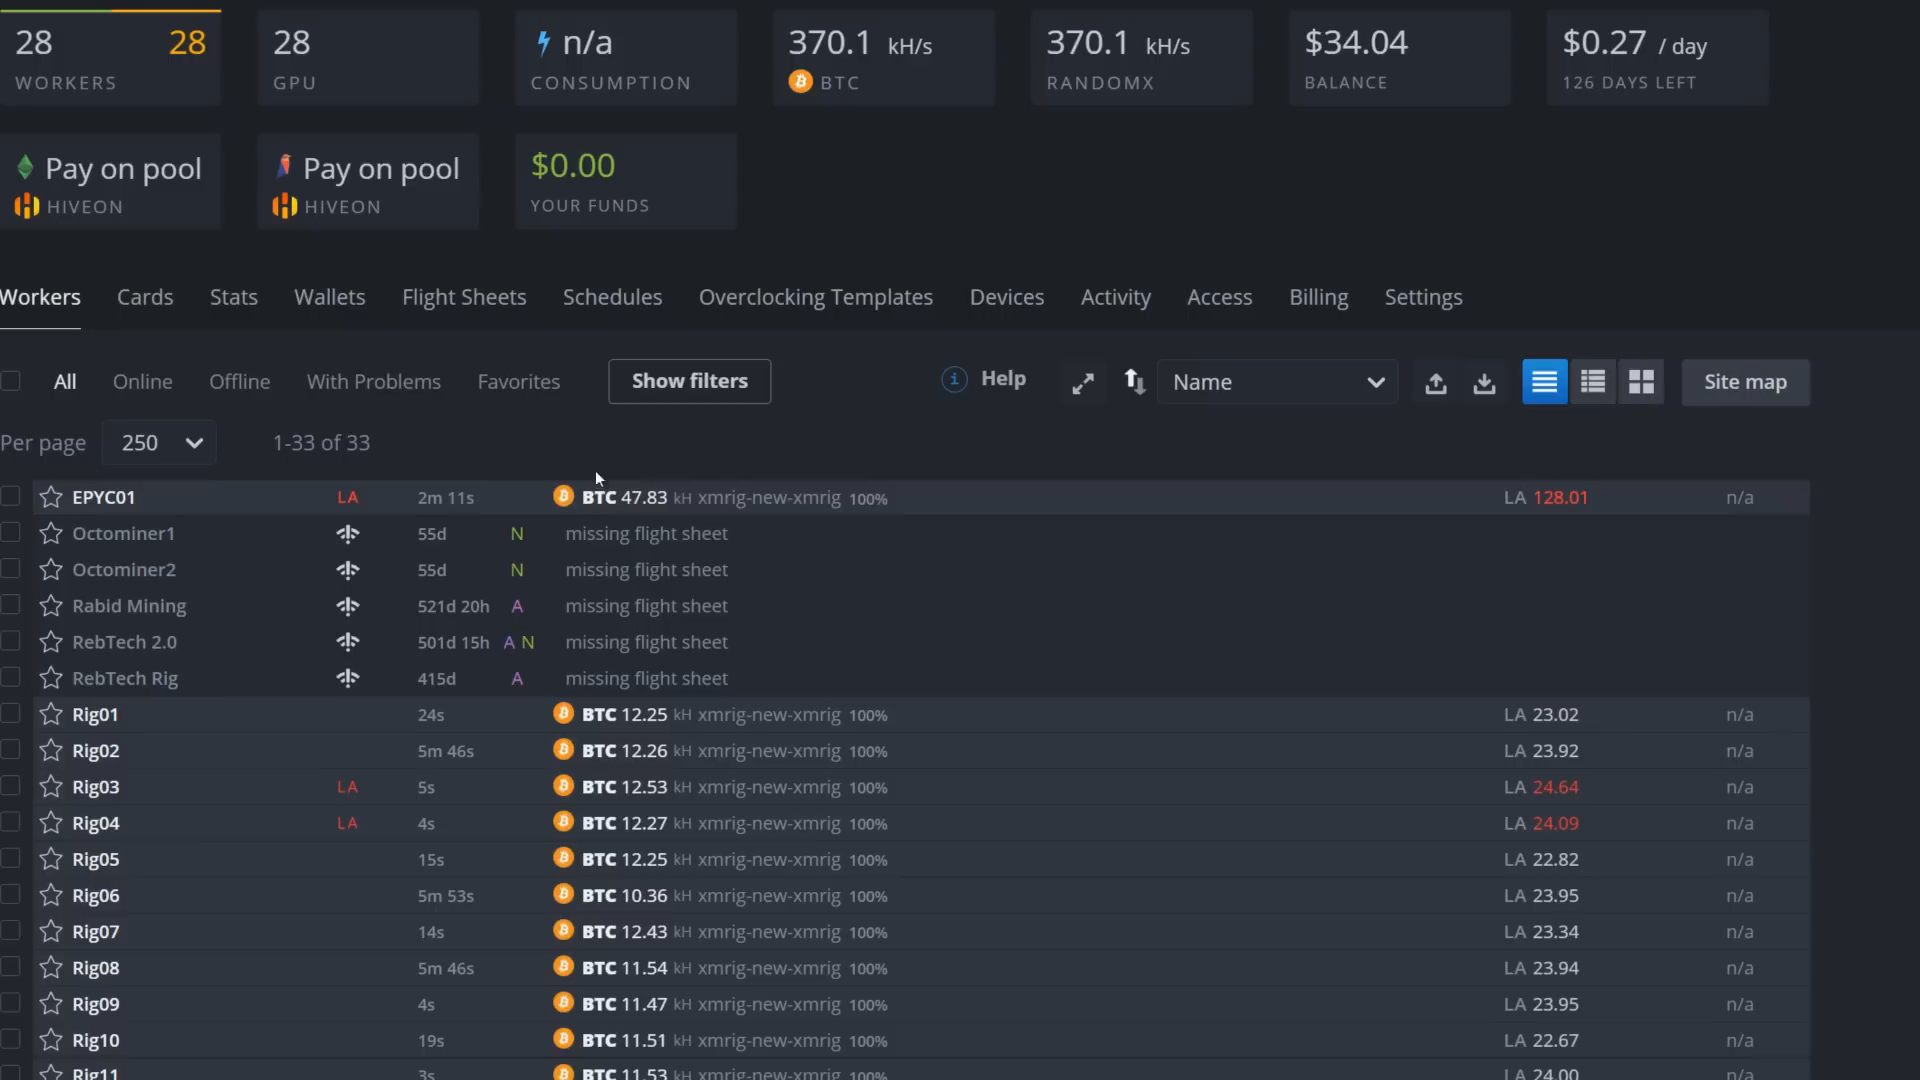 28 28 28 n/a 370.1 kH/s 370.1 kH/s $34.04 $0.27 / day
WORKERS GPU CONSUMPTION BTC RANDOMX BALANCE 126 DAYS LEFT
Pay on pool Pay on pool $0.00
HIVEON HIVEON YOUR FUNDS
Workers Cards Stats Wallets Flight Sheets Schedules Overclocking Templates Devices Activity Access Billing Settings
All Online Offline With Problems Favorites Show filters Help Name Site map
Per page 250 1-33 of 33
EPYC01 LA 2m 11s BTC 47.83 kH xmrig-new-xmrig 100% LA 128.01 n/a
Octominer1 55d N missing flight sheet
Octominer2 55d N missing flight sheet
Rabid Mining 521d 20h A missing flight sheet
RebTech 2.0 501d 15h A N missing flight sheet
RebTech Rig 415d A missing flight sheet
Rig01 24s BTC 12.25 kH xmrig-new-xmrig 100% LA 23.02 n/a
Rig02 5m 46s BTC 12.26 kH xmrig-new-xmrig 100% LA 23.92 n/a
Rig03 LA 5s BTC 12.53 kH xmrig-new-xmrig 100% LA 24.64 n/a
Rig04 LA 4s BTC 12.27 kH xmrig-new-xmrig 100% LA 24.09 n/a
Rig05 15s BTC 12.25 kH xmrig-new-xmrig 100% LA 22.82 n/a
Rig06 5m 53s BTC 10.36 kH xmrig-new-xmrig 100% LA 23.95 n/a
Rig07 14s BTC 12.43 kH xmrig-new-xmrig 100% LA 23.34 n/a
Rig08 5m 46s BTC 11.54 kH xmrig-new-xmrig 100% LA 23.94 n/a
Rig09 4s BTC 11.47 kH xmrig-new-xmrig 100% LA 23.95 n/a
Rig10 19s BTC 11.51 kH xmrig-new-xmrig 100% LA 22.67 n/a
Rig11 3s BTC 11.53 kH xmrig-new-xmrig 100% LA 24.00 n/a